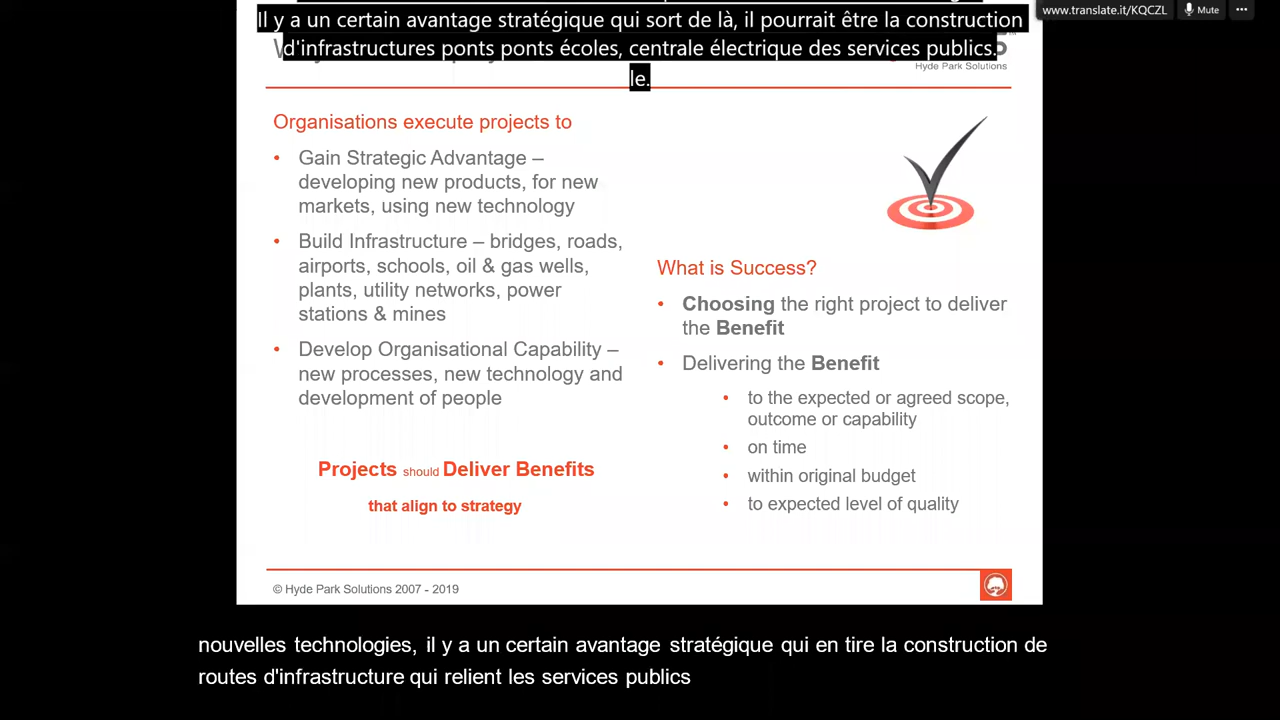 Il y a un certain avantage stratégique qui sort de là, il pourrait être la construction
d'infrastructures ponts ponts écoles, centrale électrique des services publics.
le.
www.translate.it/KQCZL
Mute
Hyde Park Solutions
Organisations execute projects to
• Gain Strategic Advantage –
developing new products, for new
markets, using new technology
• Build Infrastructure – bridges, roads,
airports, schools, oil & gas wells,
plants, utility networks, power
stations & mines
• Develop Organisational Capability –
new processes, new technology and
development of people
Projects should Deliver Benefits
that align to strategy
What is Success?
• Choosing the right project to deliver
the Benefit
• Delivering the Benefit
• to the expected or agreed scope,
outcome or capability
• on time
• within original budget
• to expected level of quality
© Hyde Park Solutions 2007 - 2019
nouvelles technologies, il y a un certain avantage stratégique qui en tire la construction de
routes d'infrastructure qui relient les services publics